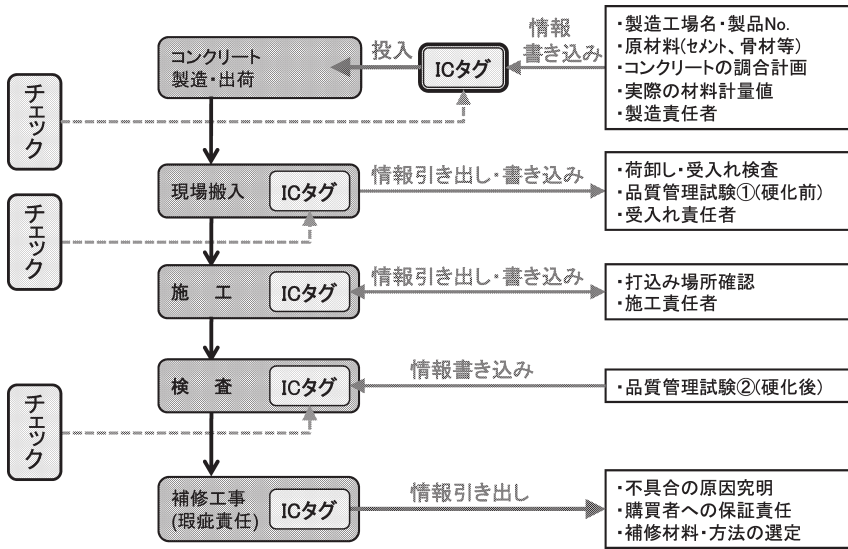 コンクリート
製造・出荷
投入
ICタグ
情報
書き込み
・製造工場名・製品No.
・原材料(セメント、骨材等)
・コンクリートの調合計画
・実際の材料計量値
・製造責任者
チェック
現場搬入
ICタグ
情報引き出し・書き込み
・荷卸し・受入れ検査
・品質管理試験①(硬化前)
・受入れ責任者
チェック
施　工
ICタグ
情報引き出し・書き込み
・打込み場所確認
・施工責任者
検　査
ICタグ
情報書き込み
・品質管理試験②(硬化後)
チェック
補修工事
(瑕疵責任)
ICタグ
情報引き出し
・不具合の原因究明
・購買者への保証責任
・補修材料・方法の選定